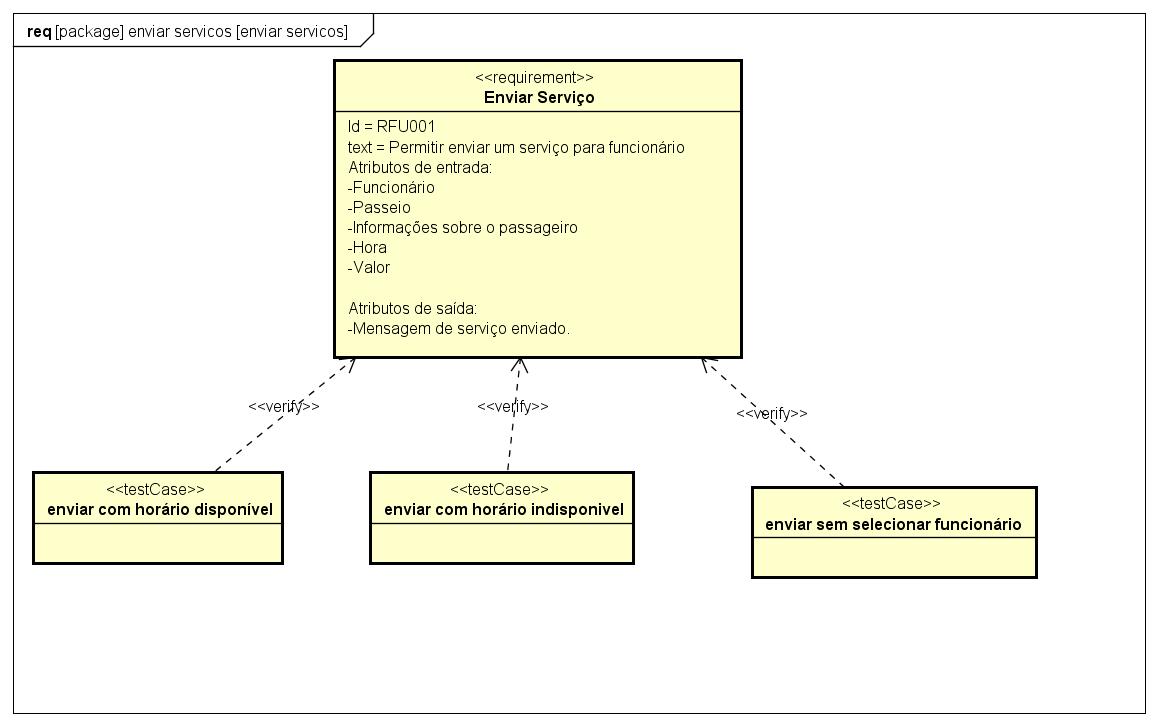 req [package] enviar servicos [enviar servicos]
<<requirement>>
Enviar Serviço
Id = RFU001
text = Permitir enviar um serviço para funcionário
Atributos de entrada:
-Funcionário
-Passeio
-Informações sobre o passageiro
-Hora
-Valor
Atributos de saída:
-Mensagem de serviço enviado.
<<verify>>
<<verify>>
<<verify>>
<<testCase>>
enviar com horário disponível
<<testCase>>
enviar com horário indisponivel
<<testCase>>
enviar sem selecionar funcionário